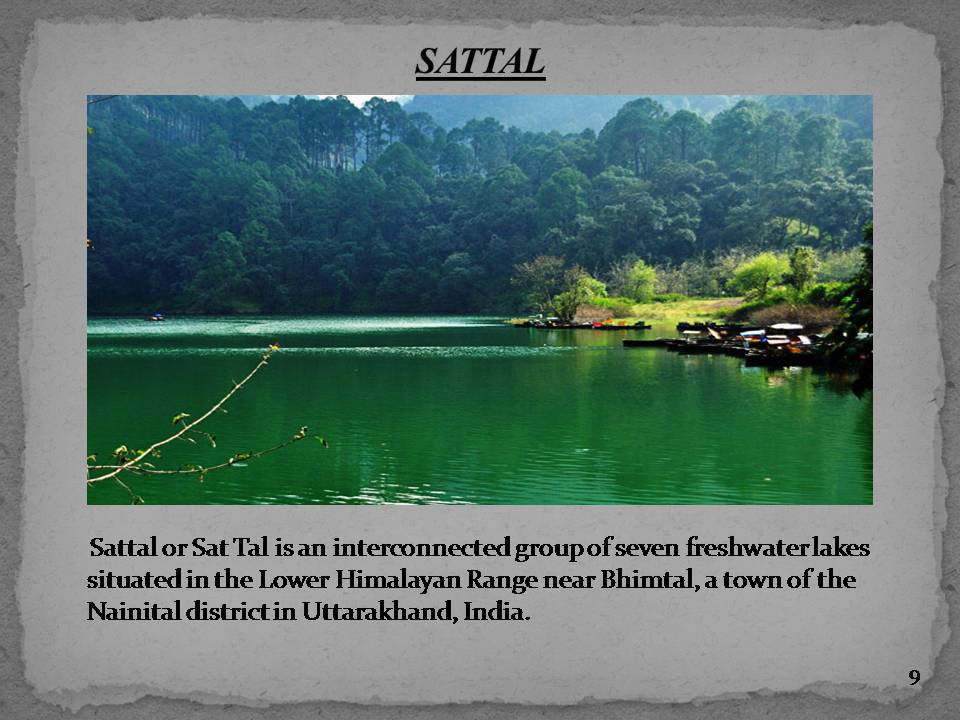 SATTAL
Sattal or Sat Tal is an interconnected group of seven freshwater lakes
situated in the Lower Himalayan Range near Bhimtal, a town of the
Nainital district in Uttarakhand, India.
9